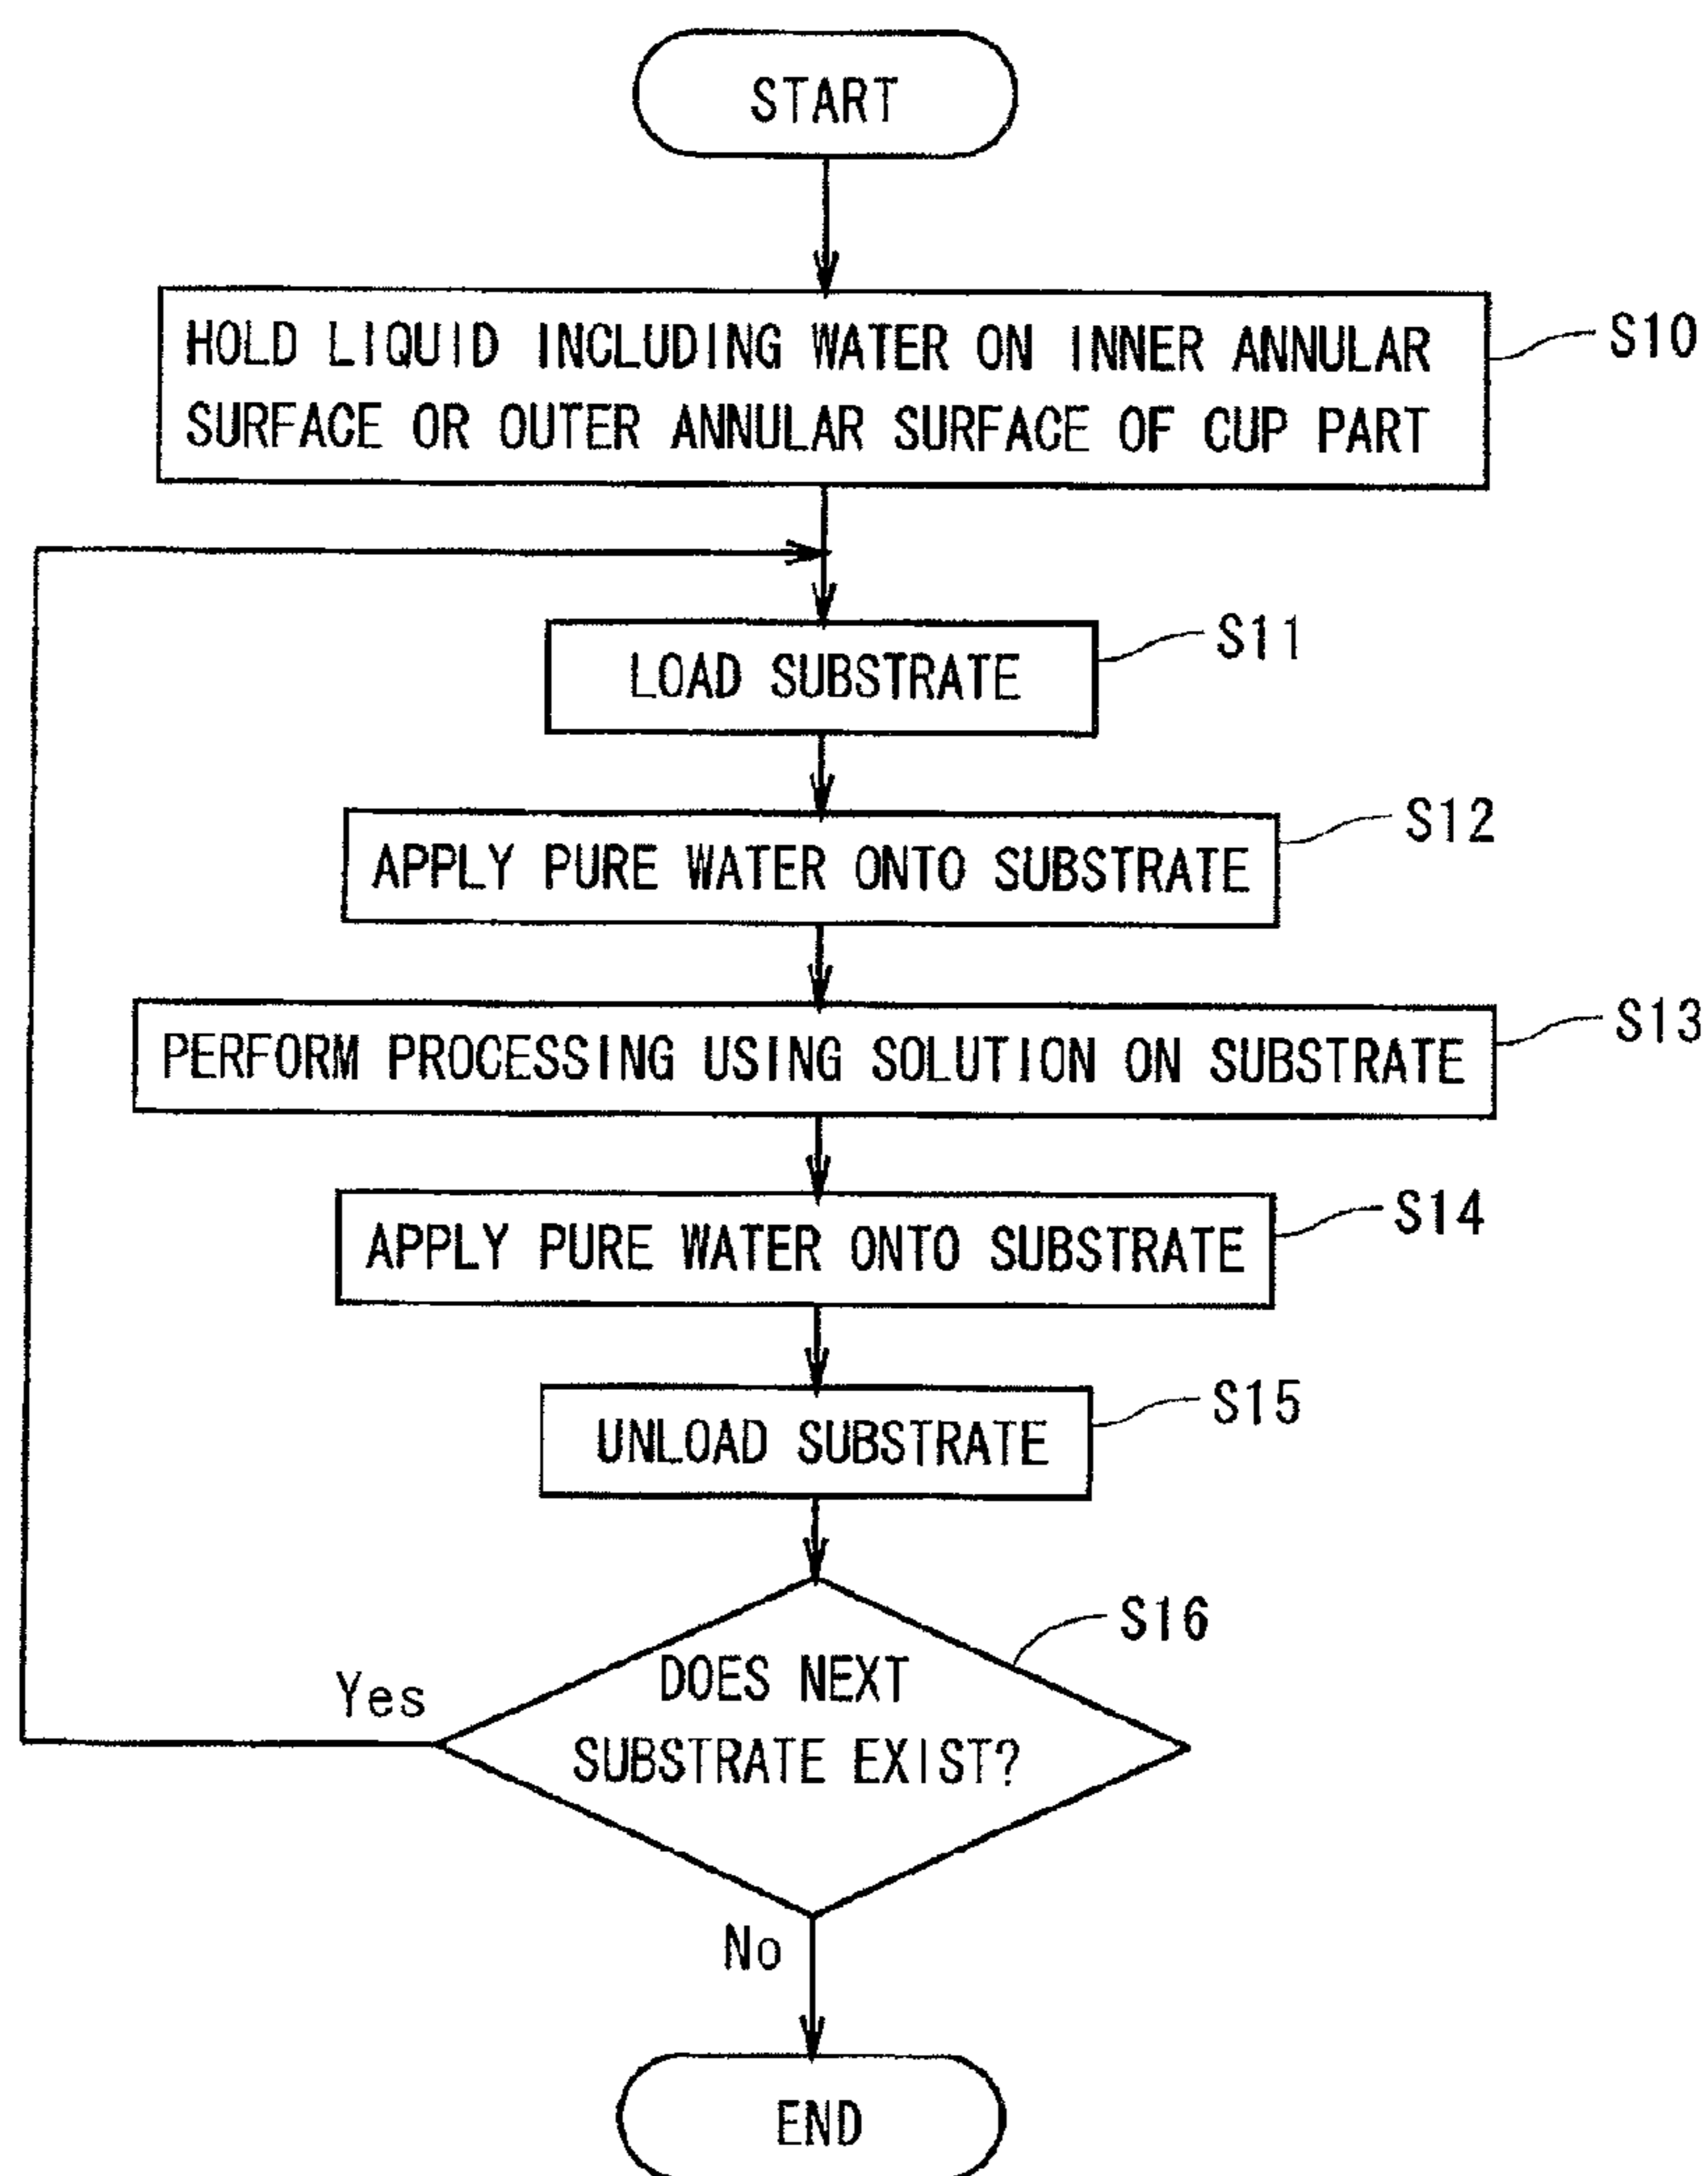 START
HOLD LIQUID INCLUDING WATER ON INNER ANNULAR
SURFACE OR OUTER ANNULAR SURFACE OF CUP PART
S10
LOAD SUBSTRATE
S11
APPLY PURE WATER ONTO SUBSTRATE
S12
PERFORM PROCESSING USING SOLUTION ON SUBSTRATE
S13
APPLY PURE WATER ONTO SUBSTRATE
S14
UNLOAD SUBSTRATE
S15
DOES NEXT
SUBSTRATE EXIST?
S16
Yes
No
END